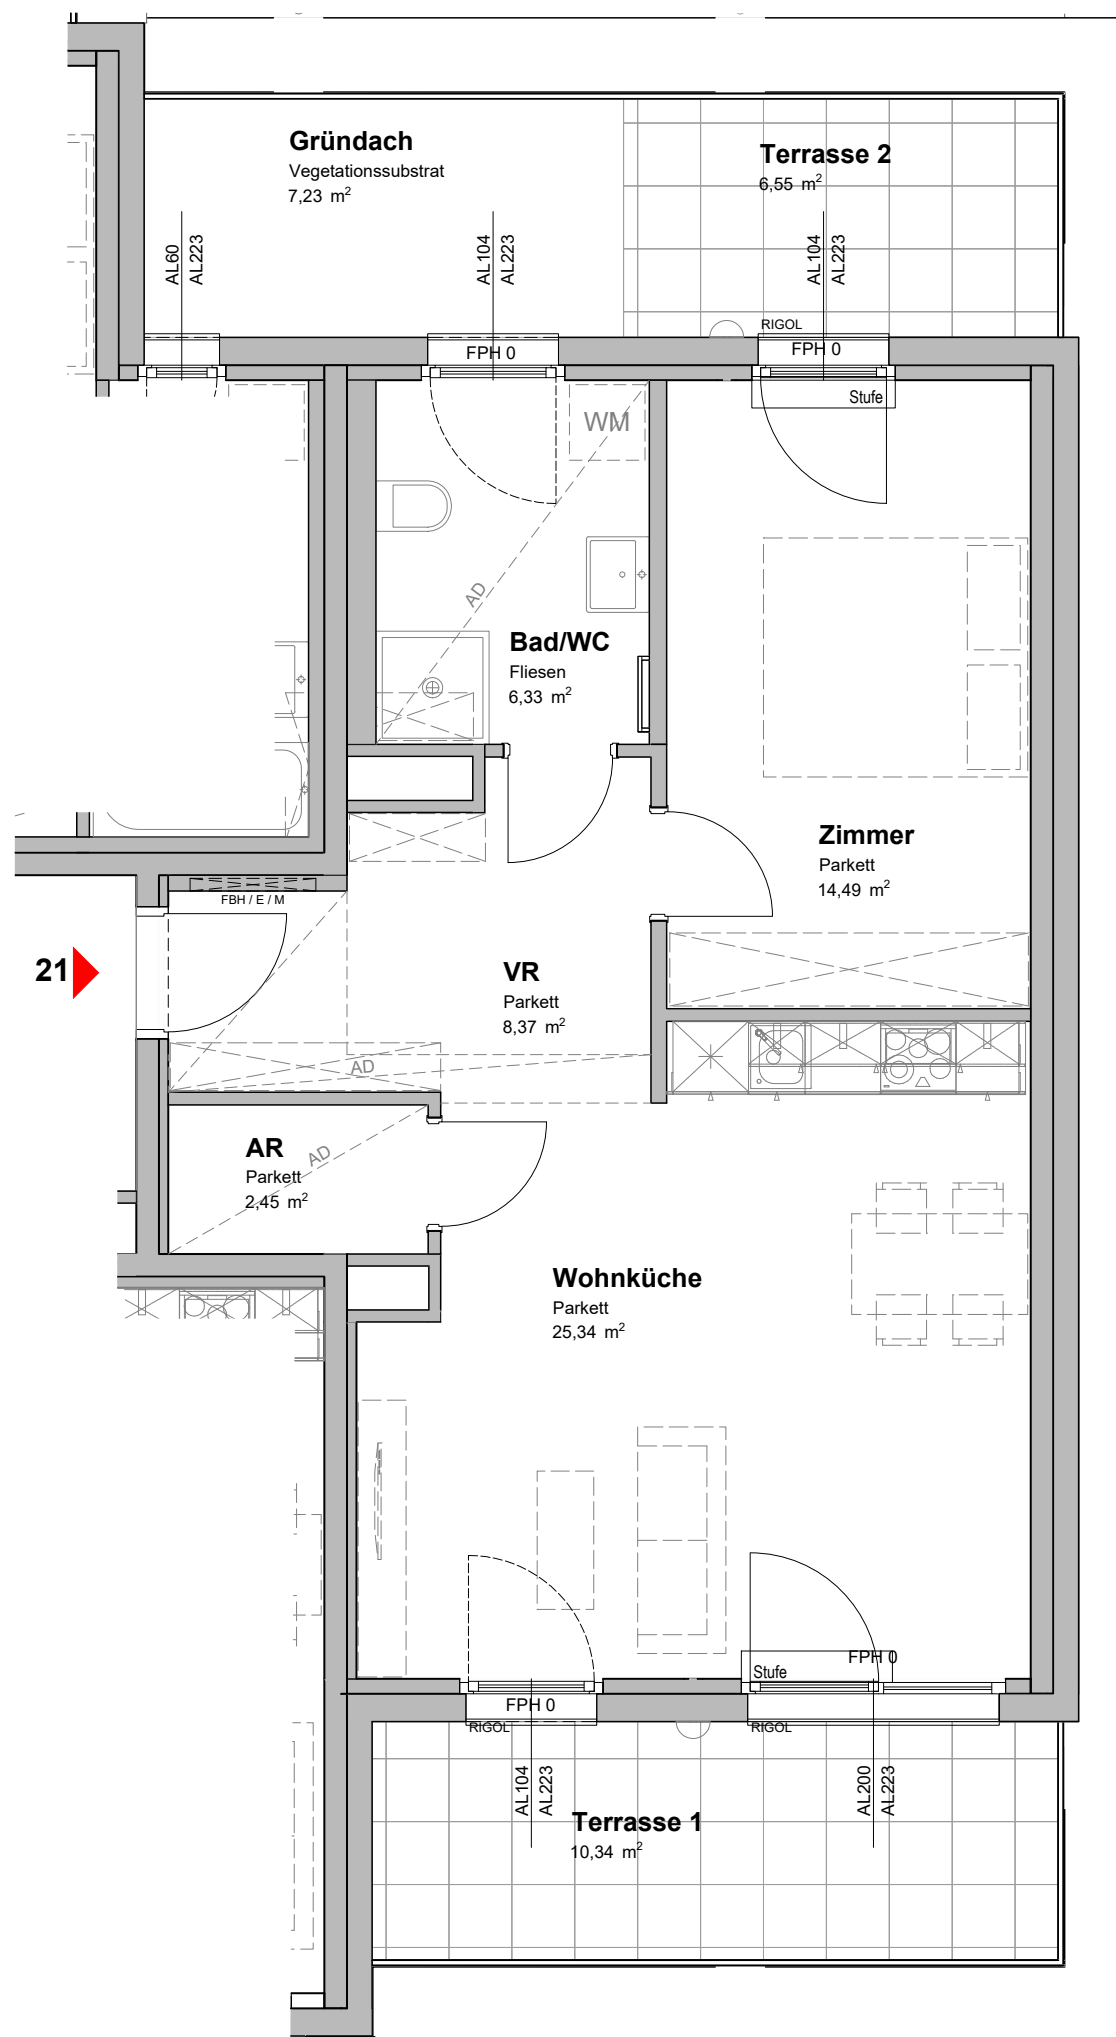 Gründach
Vegetationssubstrat
7,23 m²
Terrasse 2
6,55 m²
AL60
AL223
AL104
AL223
AL104
AL223
RIGOL
FPH 0
FPH 0
Stufe
WM
AD
Bad/WC
Fliesen
6,33 m²
Zimmer
Parkett
14,49 m²
FBH / E / M
21
VR
Parkett
8,37 m²
AD
AR
Parkett
2,45 m²
AD
Wohnküche
Parkett
25,34 m²
FPH 0
Stufe
FPH 0
RIGOL
RIGOL
AL104
AL223
AL200
AL223
Terrasse 1
10,34 m²